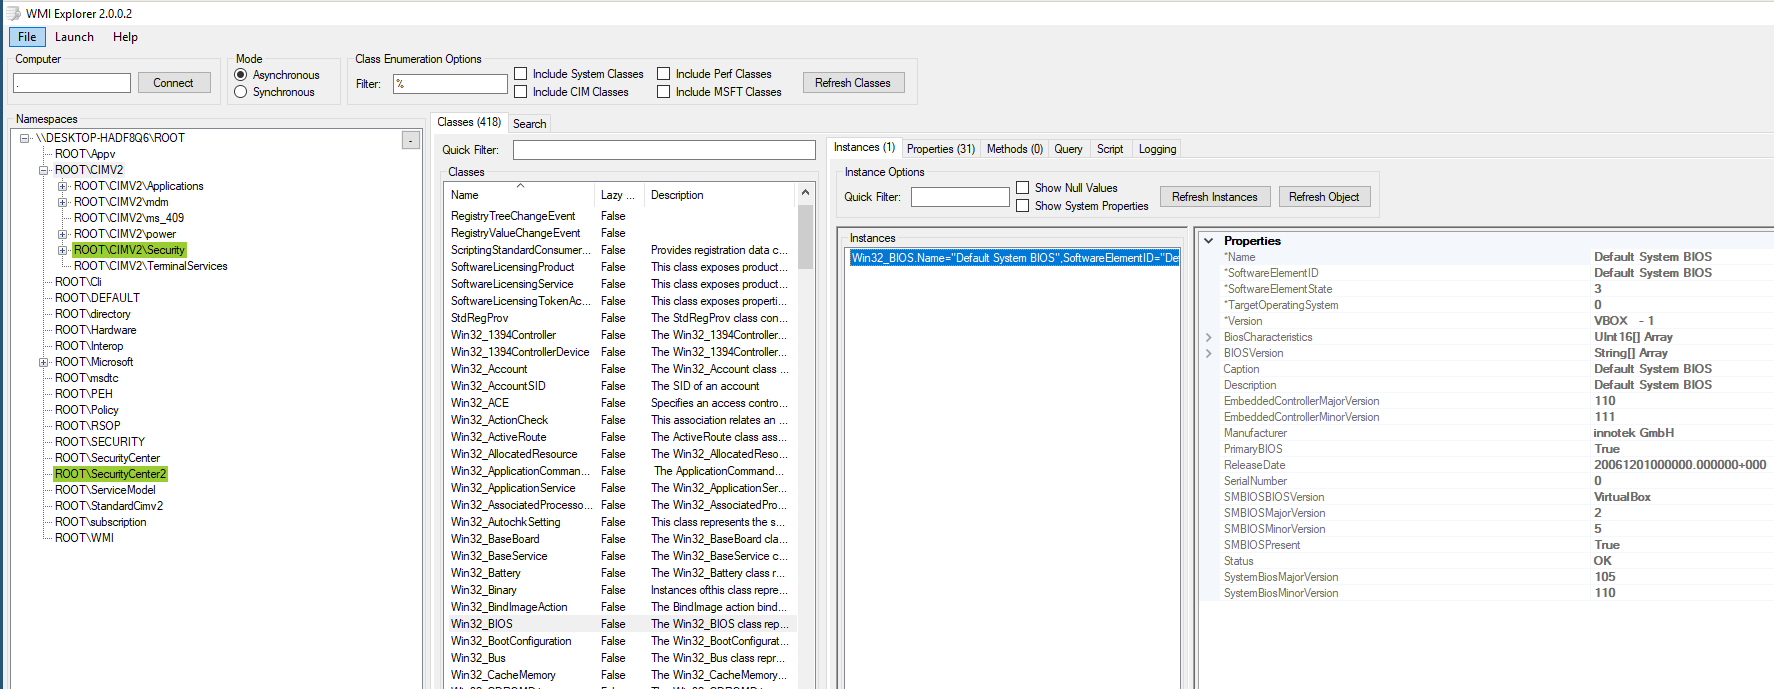 WMI Explorer 2.0.0.2
File Launch Help
Computer
.
Connect
Mode
Asynchronous
Synchronous
Class Enumeration Options
Filter: %
Include System Classes
Include Perf Classes
Include CIM Classes
Include MSFT Classes
Refresh Classes
Namespaces
-
\\DESKTOP-HADF8Q6\ROOT
ROOT\Appv
ROOT\CIMV2
ROOT\CIMV2\Applications
ROOT\CIMV2\mdm
ROOT\CIMV2\ms_409
ROOT\CIMV2\power
ROOT\CIMV2\Security
ROOT\CIMV2\TerminalServices
ROOT\Cli
ROOT\DEFAULT
ROOT\directory
ROOT\Hardware
ROOT\Interop
ROOT\Microsoft
ROOT\msdtc
ROOT\PEH
ROOT\Policy
ROOT\RSOP
ROOT\SECURITY
ROOT\SecurityCenter
ROOT\SecurityCenter2
ROOT\ServiceModel
ROOT\StandardCimv2
ROOT\subscription
ROOT\WMI
Classes (418) Search
Quick Filter:
Classes
Name Lazy ... Description
RegistryTreeChangeEvent False
RegistryValueChangeEvent False
ScriptingStandardConsumer... False Provides registration data c...
SoftwareLicensingProduct False This class exposes product...
SoftwareLicensingService False This class exposes product...
SoftwareLicensingTokenAc... False This class exposes properti...
StdRegProv False The StdRegProv class con...
Win32_1394Controller False The Win32_1394Controller...
Win32_1394ControllerDevice False The Win32_1394Controller...
Win32_Account False The Win32_Account class ...
Win32_AccountSID False The SID of an account
Win32_ACE False Specifies an access contro...
Win32_ActionCheck False This association relates an ...
Win32_ActiveRoute False The ActiveRoute class ass...
Win32_AllocatedResource False The Win32_AllocatedReso...
Win32_ApplicationComman... False The ApplicationCommand...
Win32_ApplicationService False The Win32_ApplicationSer...
Win32_AssociatedProcesso... False The Win32_AssociatedPro...
Win32_AutochkSetting False This class represents the s...
Win32_BaseBoard False The Win32_BaseBoard cla...
Win32_BaseService False The Win32_BaseService c...
Win32_Battery False The Win32_Battery class r...
Win32_Binary False Instances ofthis class repre...
Win32_BindImageAction False The BindImage action bind...
Win32_BIOS False The Win32_BIOS class rep...
Win32_BootConfiguration False The Win32_BootConfigurat...
Win32_Bus False The Win32_Bus class repr...
Win32_CacheMemory False The Win32_CacheMemory...
Instances (1) Properties (31) Methods (0) Query Script Logging
Instance Options
Quick Filter:
Show Null Values
Show System Properties
Refresh Instances
Refresh Object
Instances
Win32_BIOS.Name="Default System BIOS",SoftwareElementID="De
Properties
*Name Default System BIOS
*SoftwareElementID Default System BIOS
*SoftwareElementState 3
*TargetOperatingSystem 0
*Version VBOX - 1
BiosCharacteristics UInt16[] Array
BIOSVersion String[] Array
Caption Default System BIOS
Description Default System BIOS
EmbeddedControllerMajorVersion 110
EmbeddedControllerMinorVersion 111
Manufacturer innotek GmbH
PrimaryBIOS True
ReleaseDate 20061201000000.000000+000
SerialNumber 0
SMBIOSBIOSVersion VirtualBox
SMBIOSMajorVersion 2
SMBIOSMinorVersion 5
SMBIOSPresent True
Status OK
SystemBiosMajorVersion 105
SystemBiosMinorVersion 110